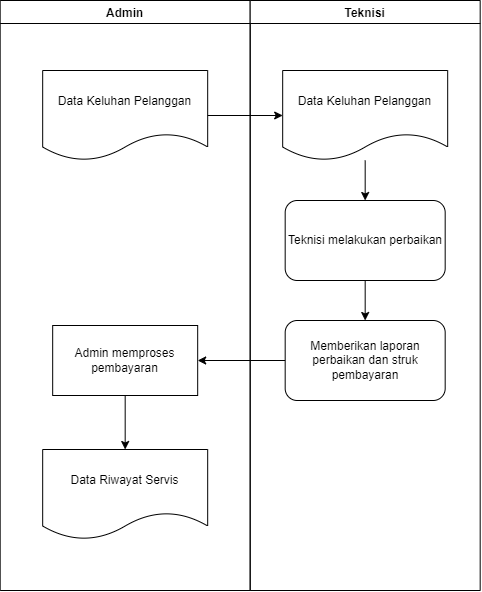 Admin
Teknisi
Data Keluhan Pelanggan
Data Keluhan Pelanggan
Teknisi melakukan perbaikan
Memberikan laporan
perbaikan dan struk
pembayaran
Admin memproses
pembayaran
Data Riwayat Servis